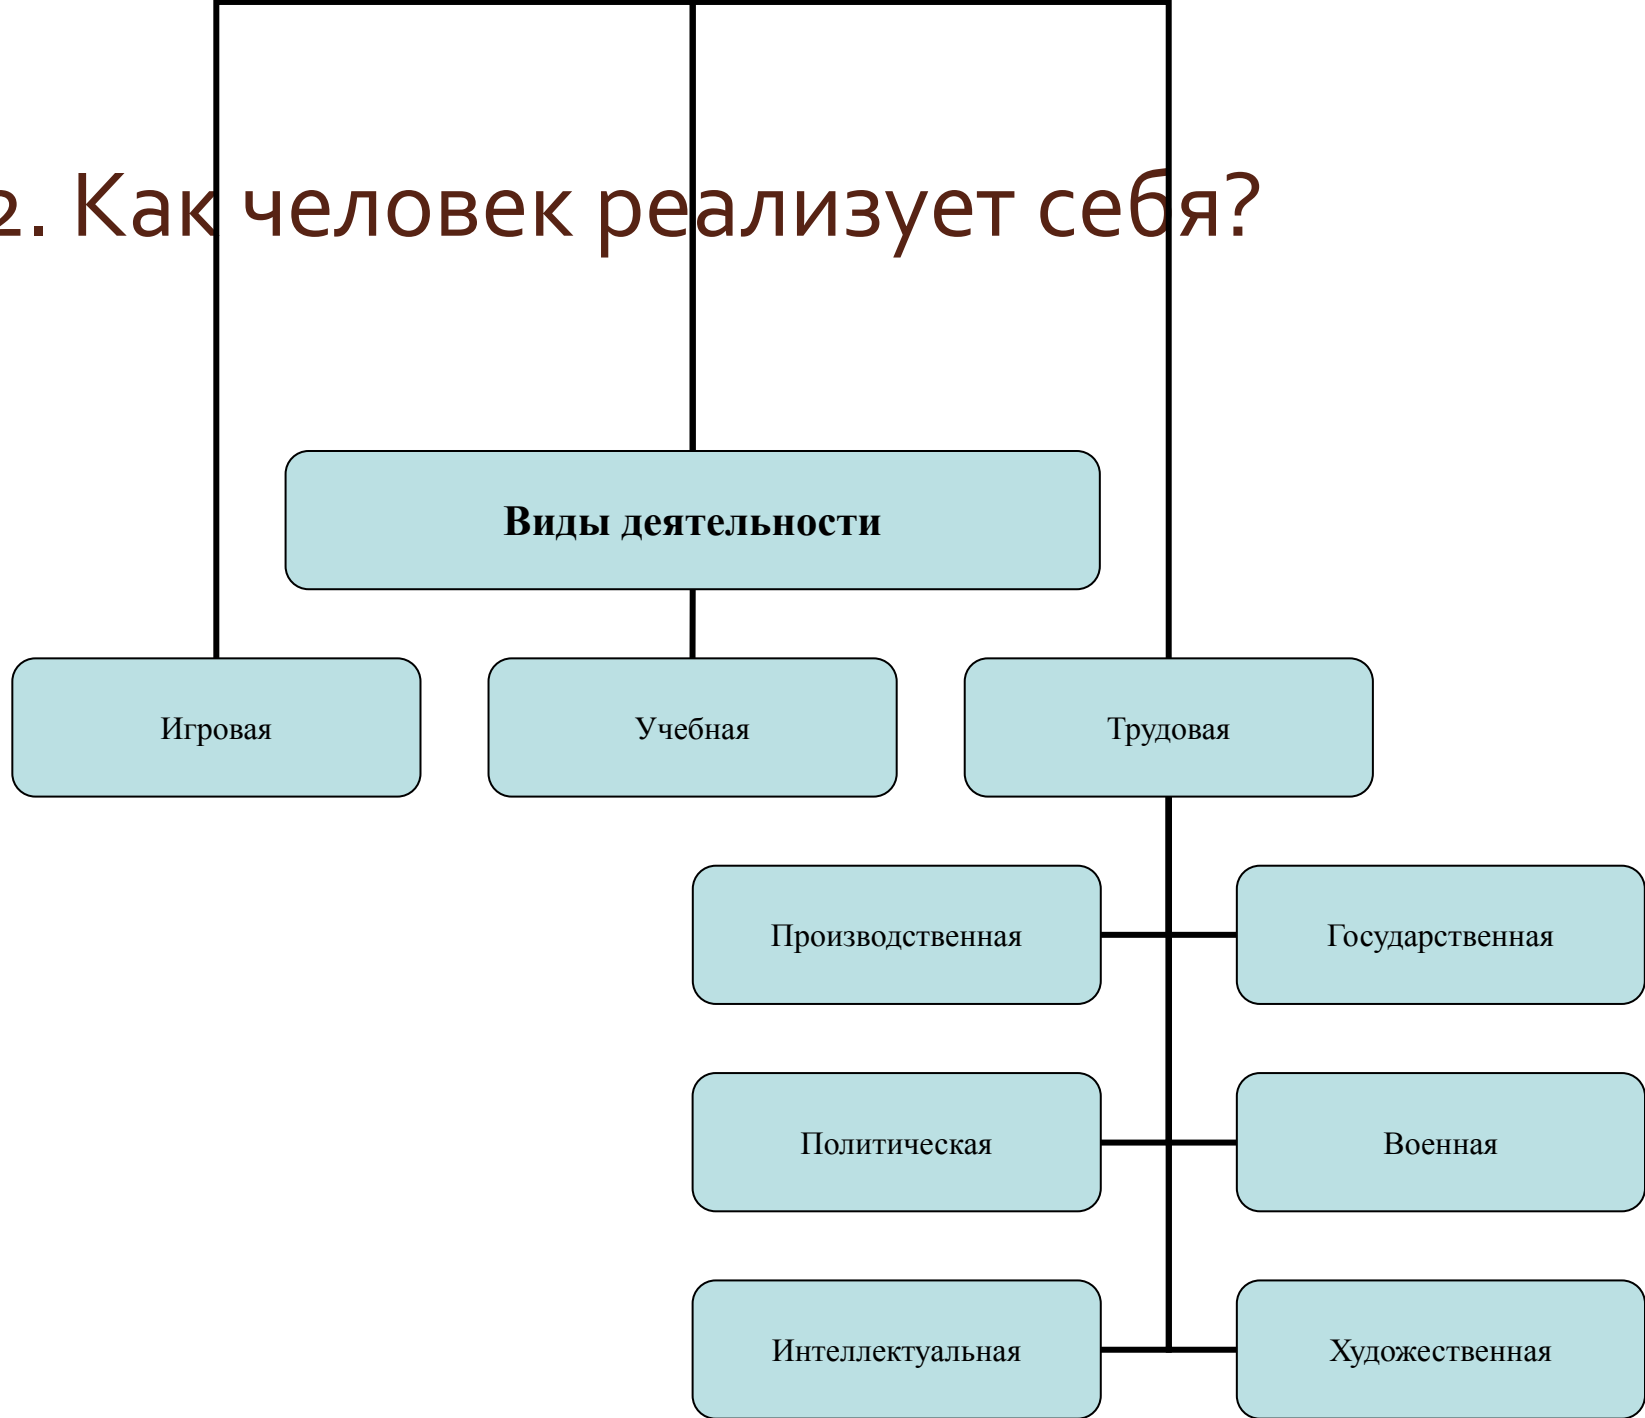 2. Как человек реализует себя?
Виды деятельности
Игровая
Учебная
Трудовая
Производственная
Государственная
Политическая
Военная
Интеллектуальная
Художественная